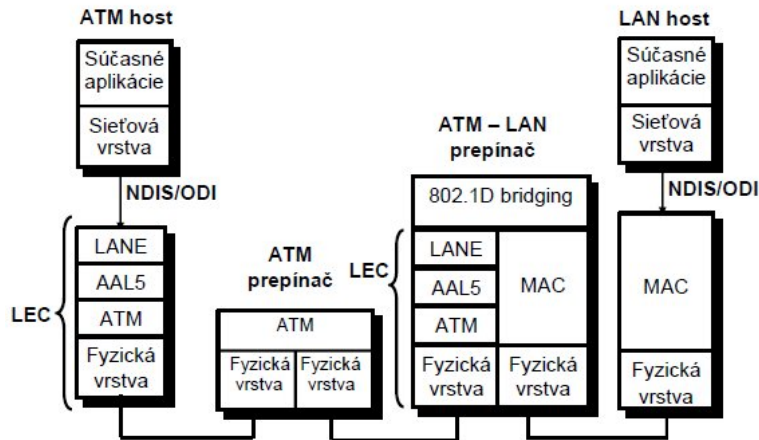 ATM host
Súčasné
aplikácie
Sieťová
vrstva
NDIS/ODI
LEC
LANE
AAL5
ATM
Fyzická
vrstva
ATM
prepínač
ATM
Fyzická
vrstva
Fyzická
vrstva
ATM – LAN
prepínač
802.1D bridging
LEC
LANE
AAL5
ATM
Fyzická
vrstva
MAC
Fyzická
vrstva
LAN host
Súčasné
aplikácie
Sieťová
vrstva
NDIS/ODI
MAC
Fyzická
vrstva